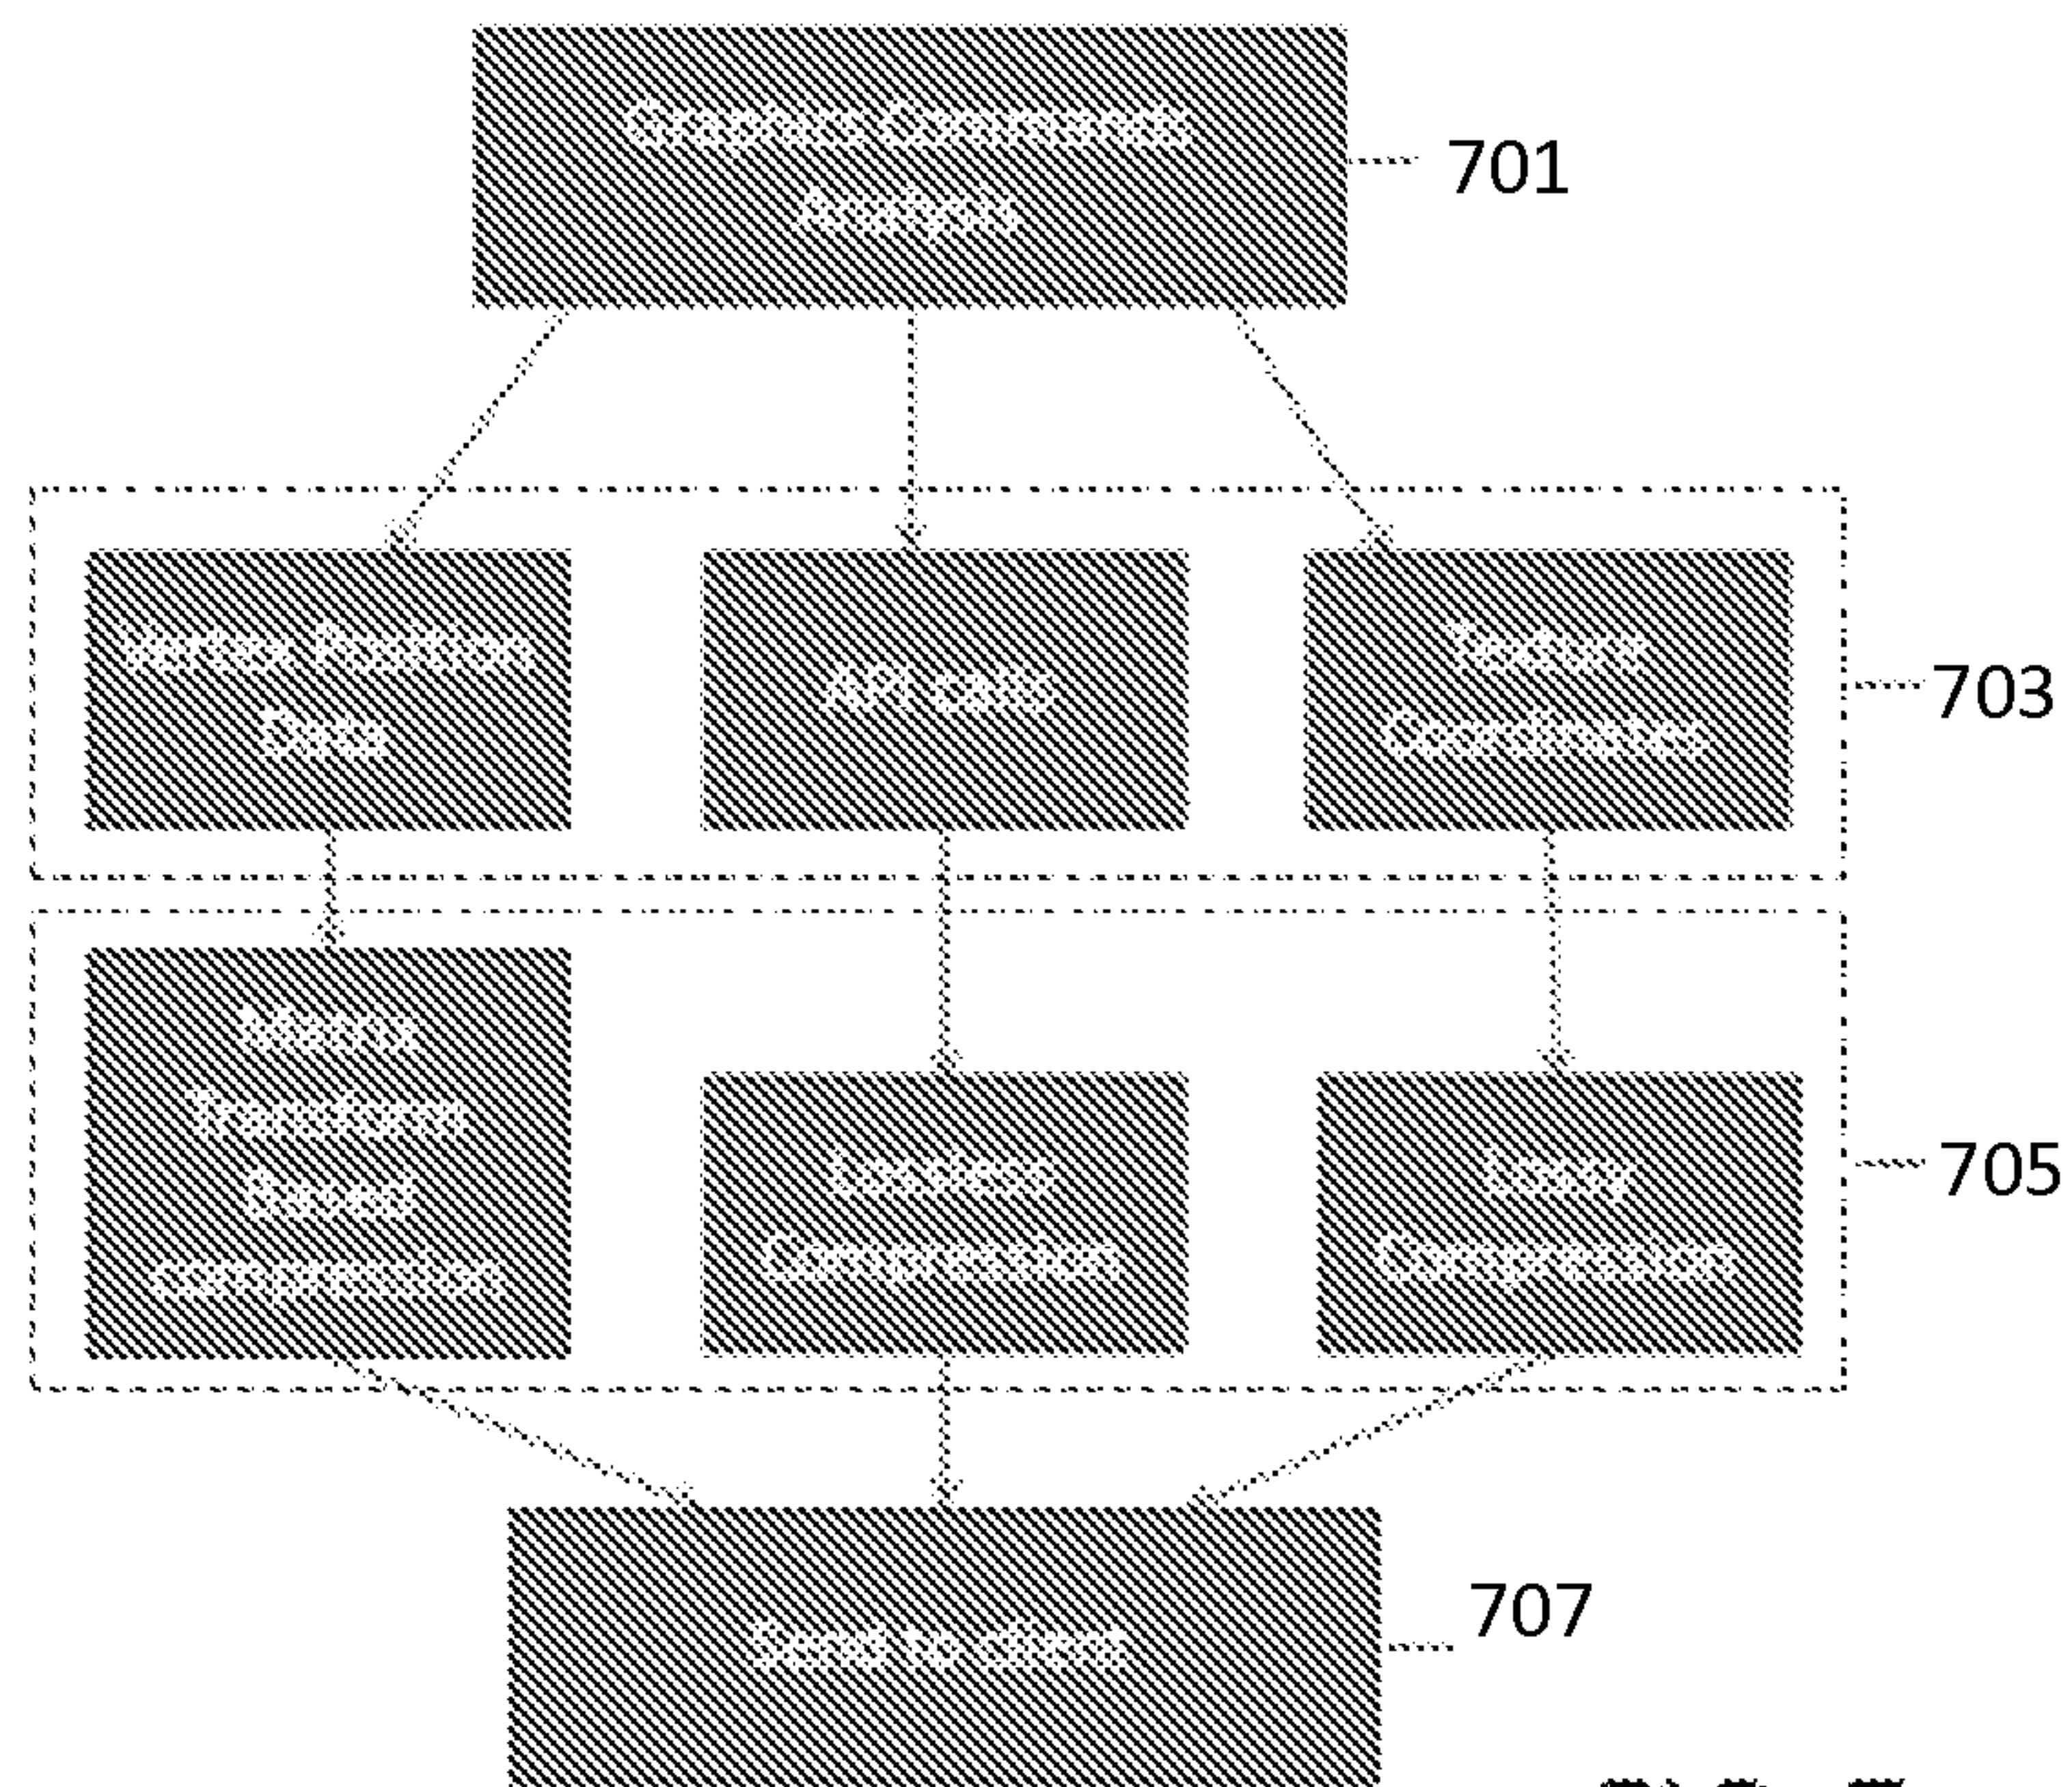 Graphics Commands
Analysis
701
Vertex Position
Data
API calls
Texture
Coordinates
703
Matrix
Transform
Based
compression
Lossless
Compression
Lossy
Compression
705
Send to client
707